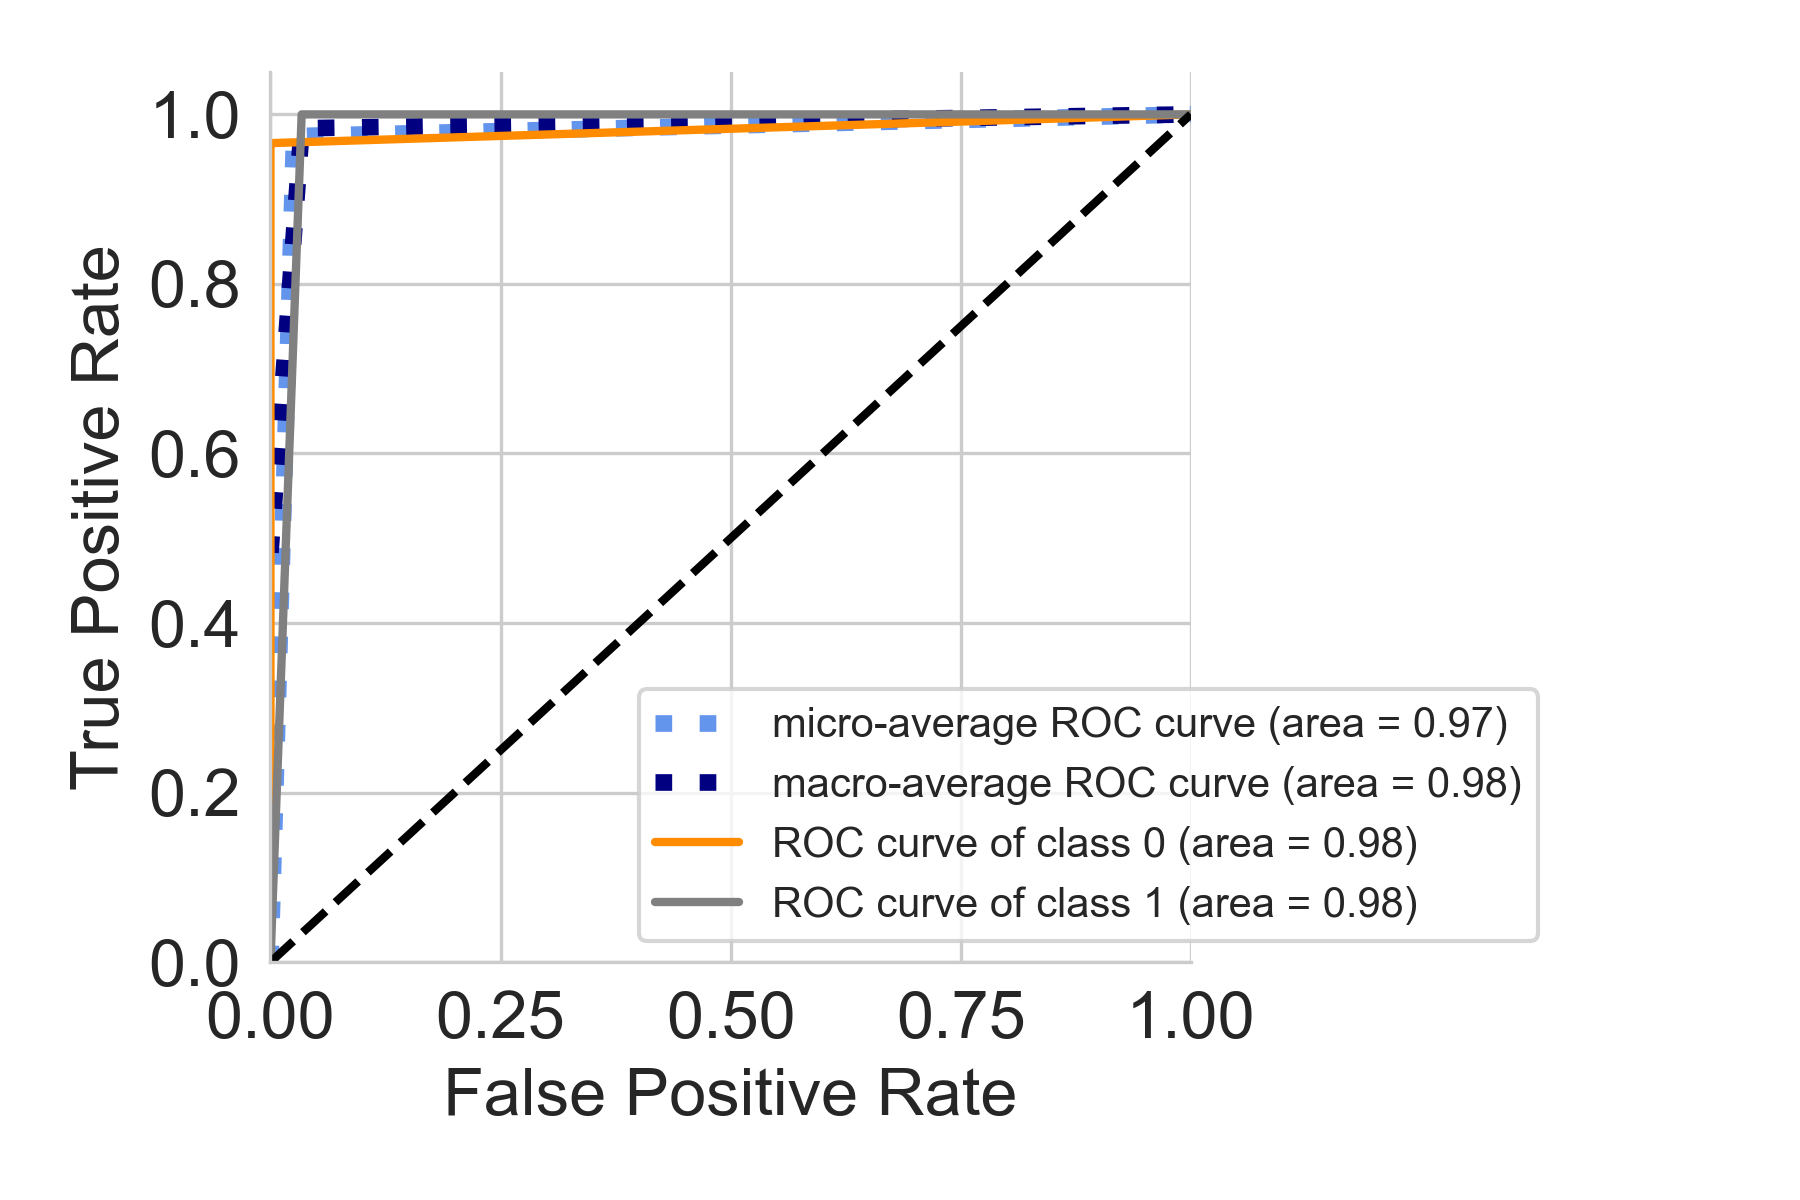 1.0
0.8
0.6
0.4
0.2
0.0
True Positive Rate
micro-average ROC curve (area = 0.97)
macro-average ROC curve (area = 0.98)
ROC curve of class 0 (area = 0.98)
ROC curve of class 1 (area = 0.98)
0.00 0.25 0.50 0.75 1.00
False Positive Rate